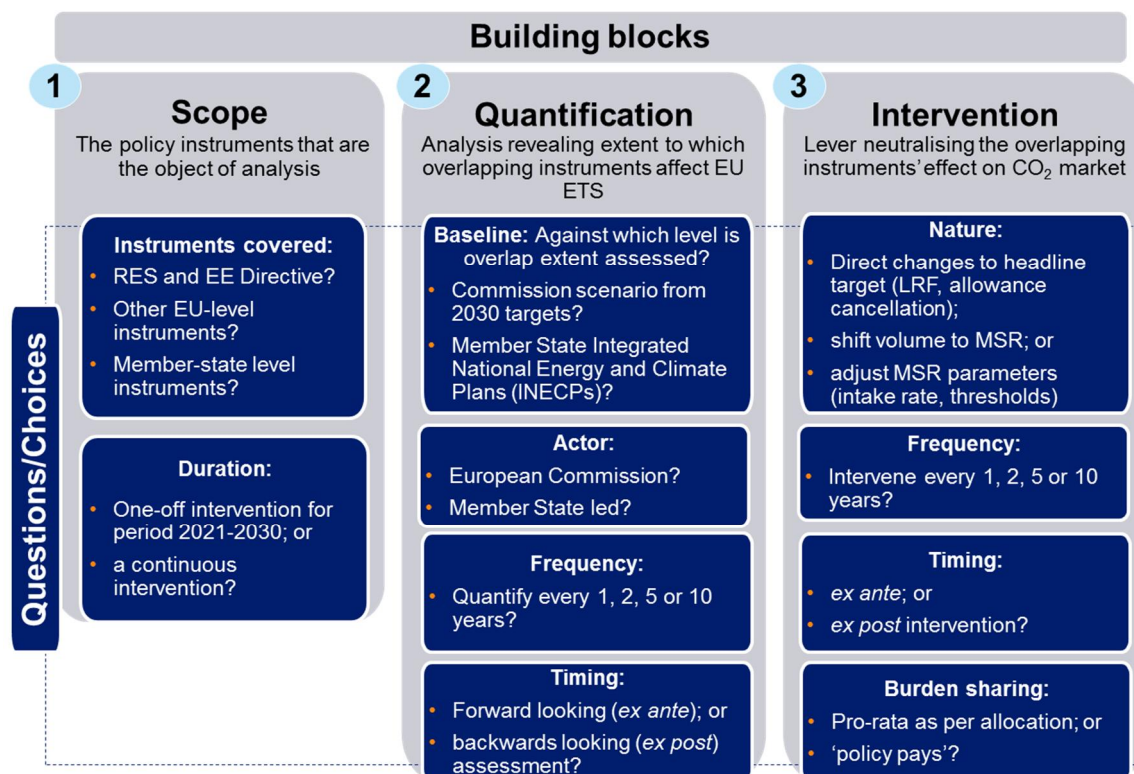 Building blocks
1
Scope
The policy instruments that are
the object of analysis
Instruments covered:
• RES and EE Directive?
• Other EU-level
instruments?
• Member-state level
instruments?
Duration:
• One-off intervention for
period 2021-2030; or
• a continuous
intervention?
2
Quantification
Analysis revealing extent to which
overlapping instruments affect EU
ETS
Baseline: Against which level is
overlap extent assessed?
• Commission scenario from
2030 targets?
• Member State Integrated
National Energy and Climate
Plans (INECPs)?
Actor:
• European Commission?
• Member State led?
Frequency:
• Quantify every 1, 2, 5 or 10
years?
Timing:
• Forward looking (ex ante); or
• backwards looking (ex post)
assessment?
3
Intervention
Lever neutralising the overlapping
instruments’ effect on CO₂ market
Nature:
• Direct changes to headline
target (LRF, allowance
cancellation);
• shift volume to MSR; or
• adjust MSR parameters
(intake rate, thresholds)
Frequency:
• Intervene every 1, 2, 5 or 10
years?
Timing:
• ex ante; or
• ex post intervention?
Burden sharing:
• Pro-rata as per allocation; or
• ‘policy pays’?
Questions/Choices